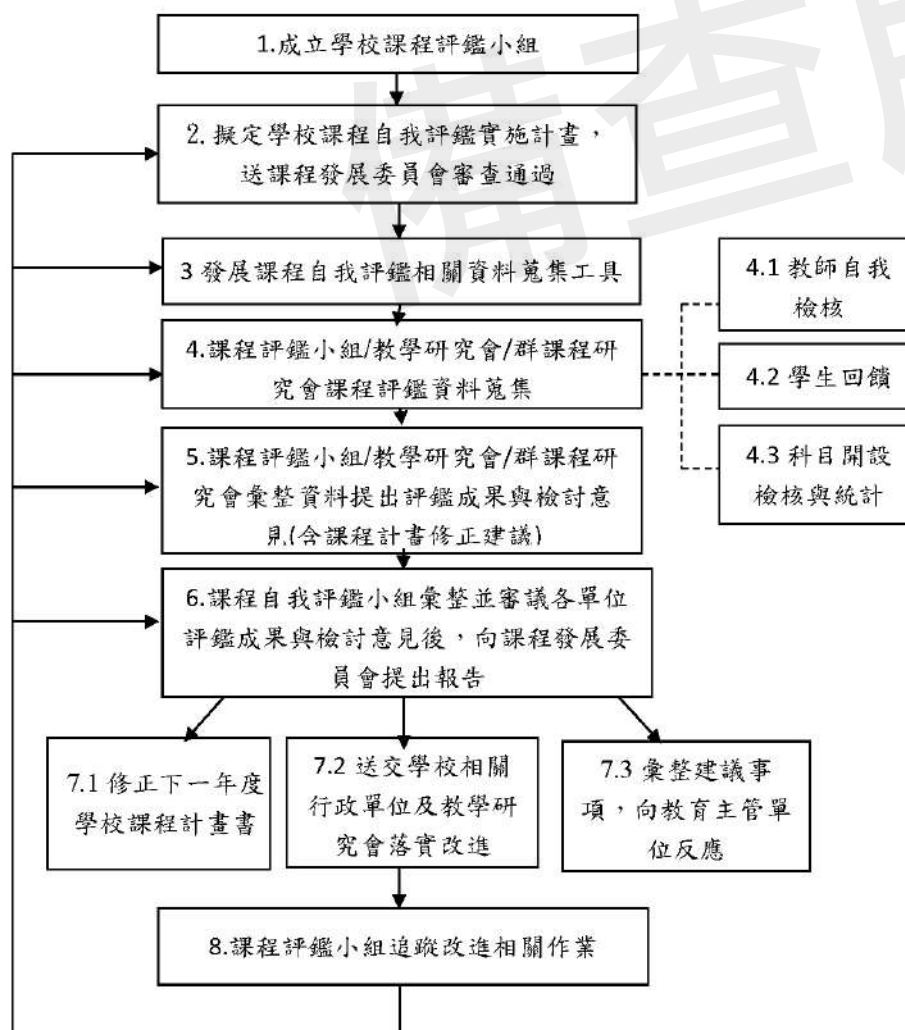 備查用
1.成立學校課程評鑑小組
2. 擬定學校課程自我評鑑實施計畫，
送課程發展委員會審查通過
3 發展課程自我評鑑相關資料蒐集工具
4.課程評鑑小組/教學研究會/群課程研
究會課程評鑑資料蒐集
4.1 教師自我
檢核
4.2 學生回饋
4.3 科目開設
檢核與統計
5.課程評鑑小組/教學研究會/群課程研
究會彙整資料提出評鑑成果與檢討意
見(含課程計畫修正建議)
6.課程自我評鑑小組彙整並審議各單位
評鑑成果與檢討意見後，向課程發展委
員會提出報告
7.1 修正下一年度
學校課程計畫書
7.2 送交學校相關
行政單位及教學研
究會落實改進
7.3 彙整建議事
項，向教育主管單
位反應
8.課程評鑑小組追蹤改進相關作業